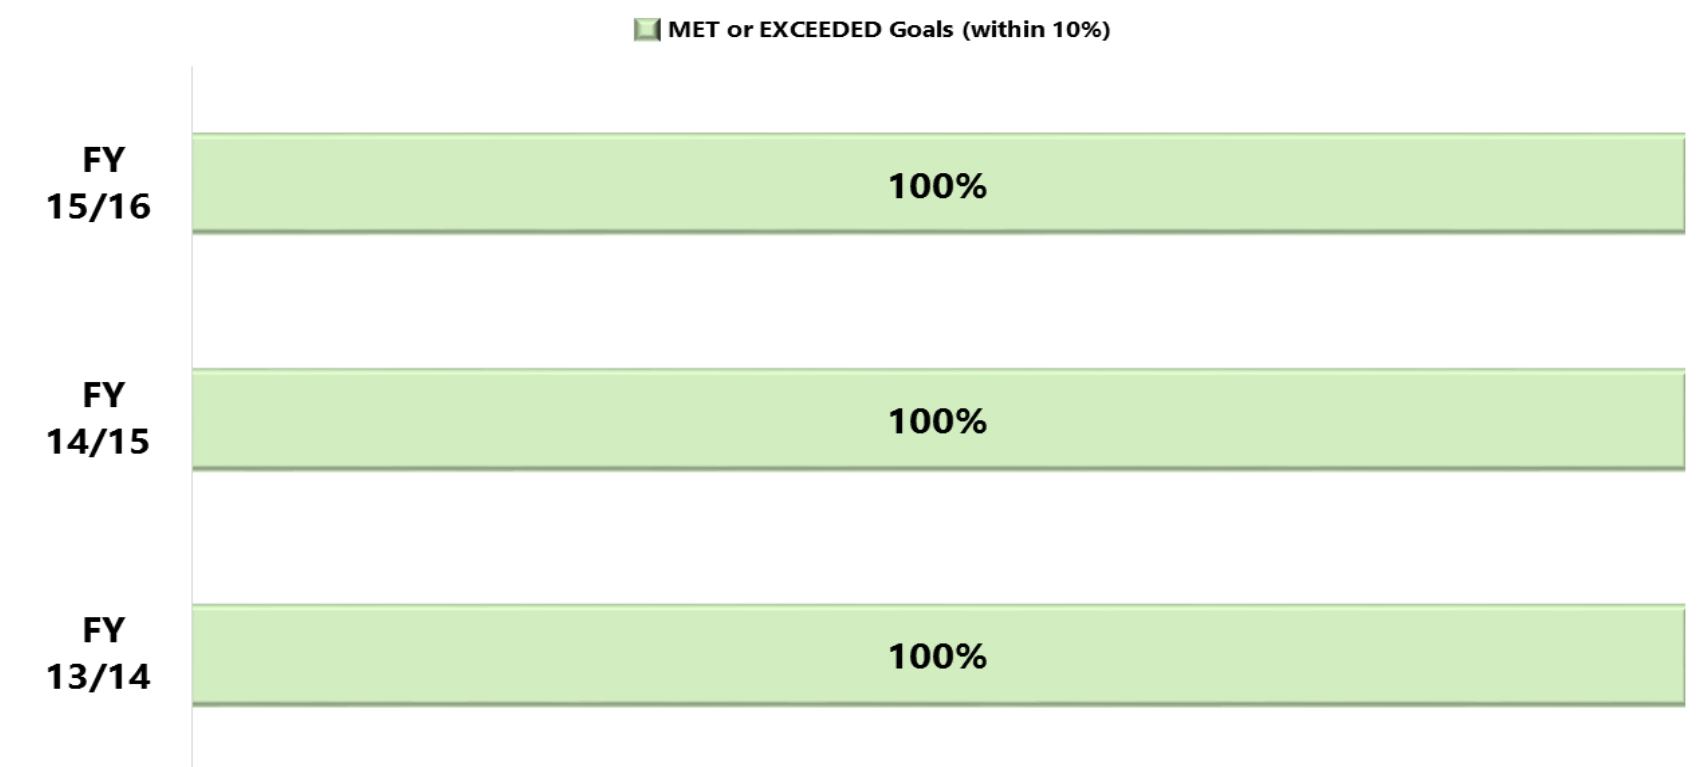 MET or EXCEEDED Goals (within 10%)
FY
15/16
100%
FY
14/15
100%
FY
13/14
100%